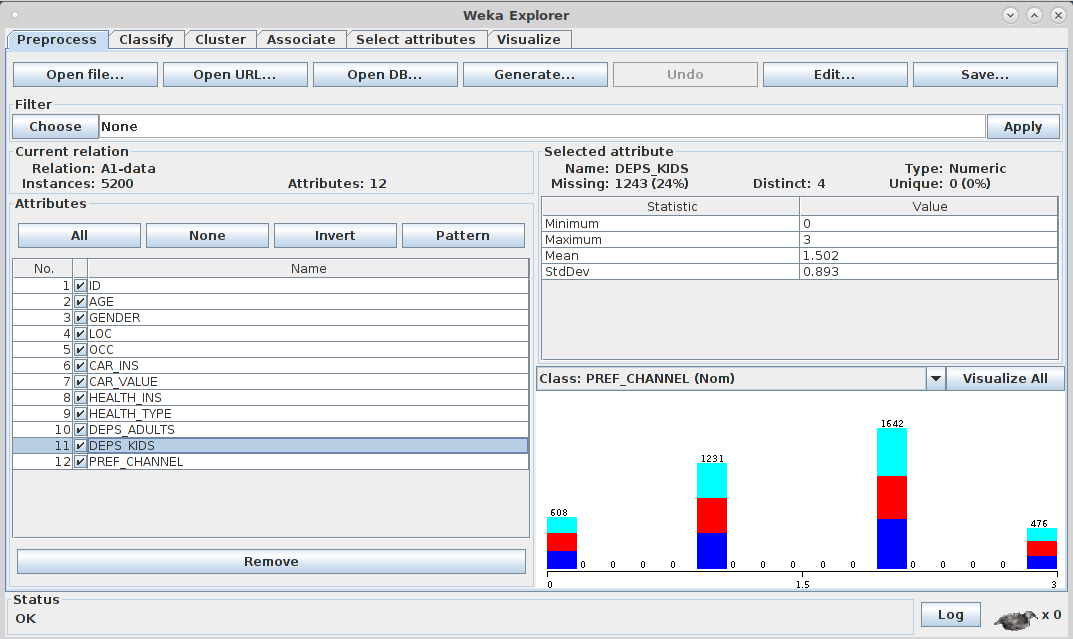 Weka Explorer
Preprocess Classify Cluster Associate Select attributes Visualize
Open file... Open URL... Open DB... Generate... Undo Edit... Save...
Filter
Choose None Apply
Current relation
Relation: A1-data
Instances: 5200 Attributes: 12
Attributes
All None Invert Pattern
No. Name
1 ID
2 AGE
3 GENDER
4 LOC
5 OCC
6 CAR_INS
7 CAR_VALUE
8 HEALTH_INS
9 HEALTH_TYPE
10 DEPS_ADULTS
11 DEPS_KIDS
12 PREF_CHANNEL
Remove
Selected attribute
Name: DEPS_KIDS Type: Numeric
Missing: 1243 (24%) Distinct: 4 Unique: 0 (0%)
Statistic Value
Minimum 0
Maximum 3
Mean 1.502
StdDev 0.893
Class: PREF_CHANNEL (Nom) Visualize All
1642
1231
608 476
0 0 0 0 0 0 0 0 0 0 0 0 0
0 1.5 3
Status
OK
Log x 0